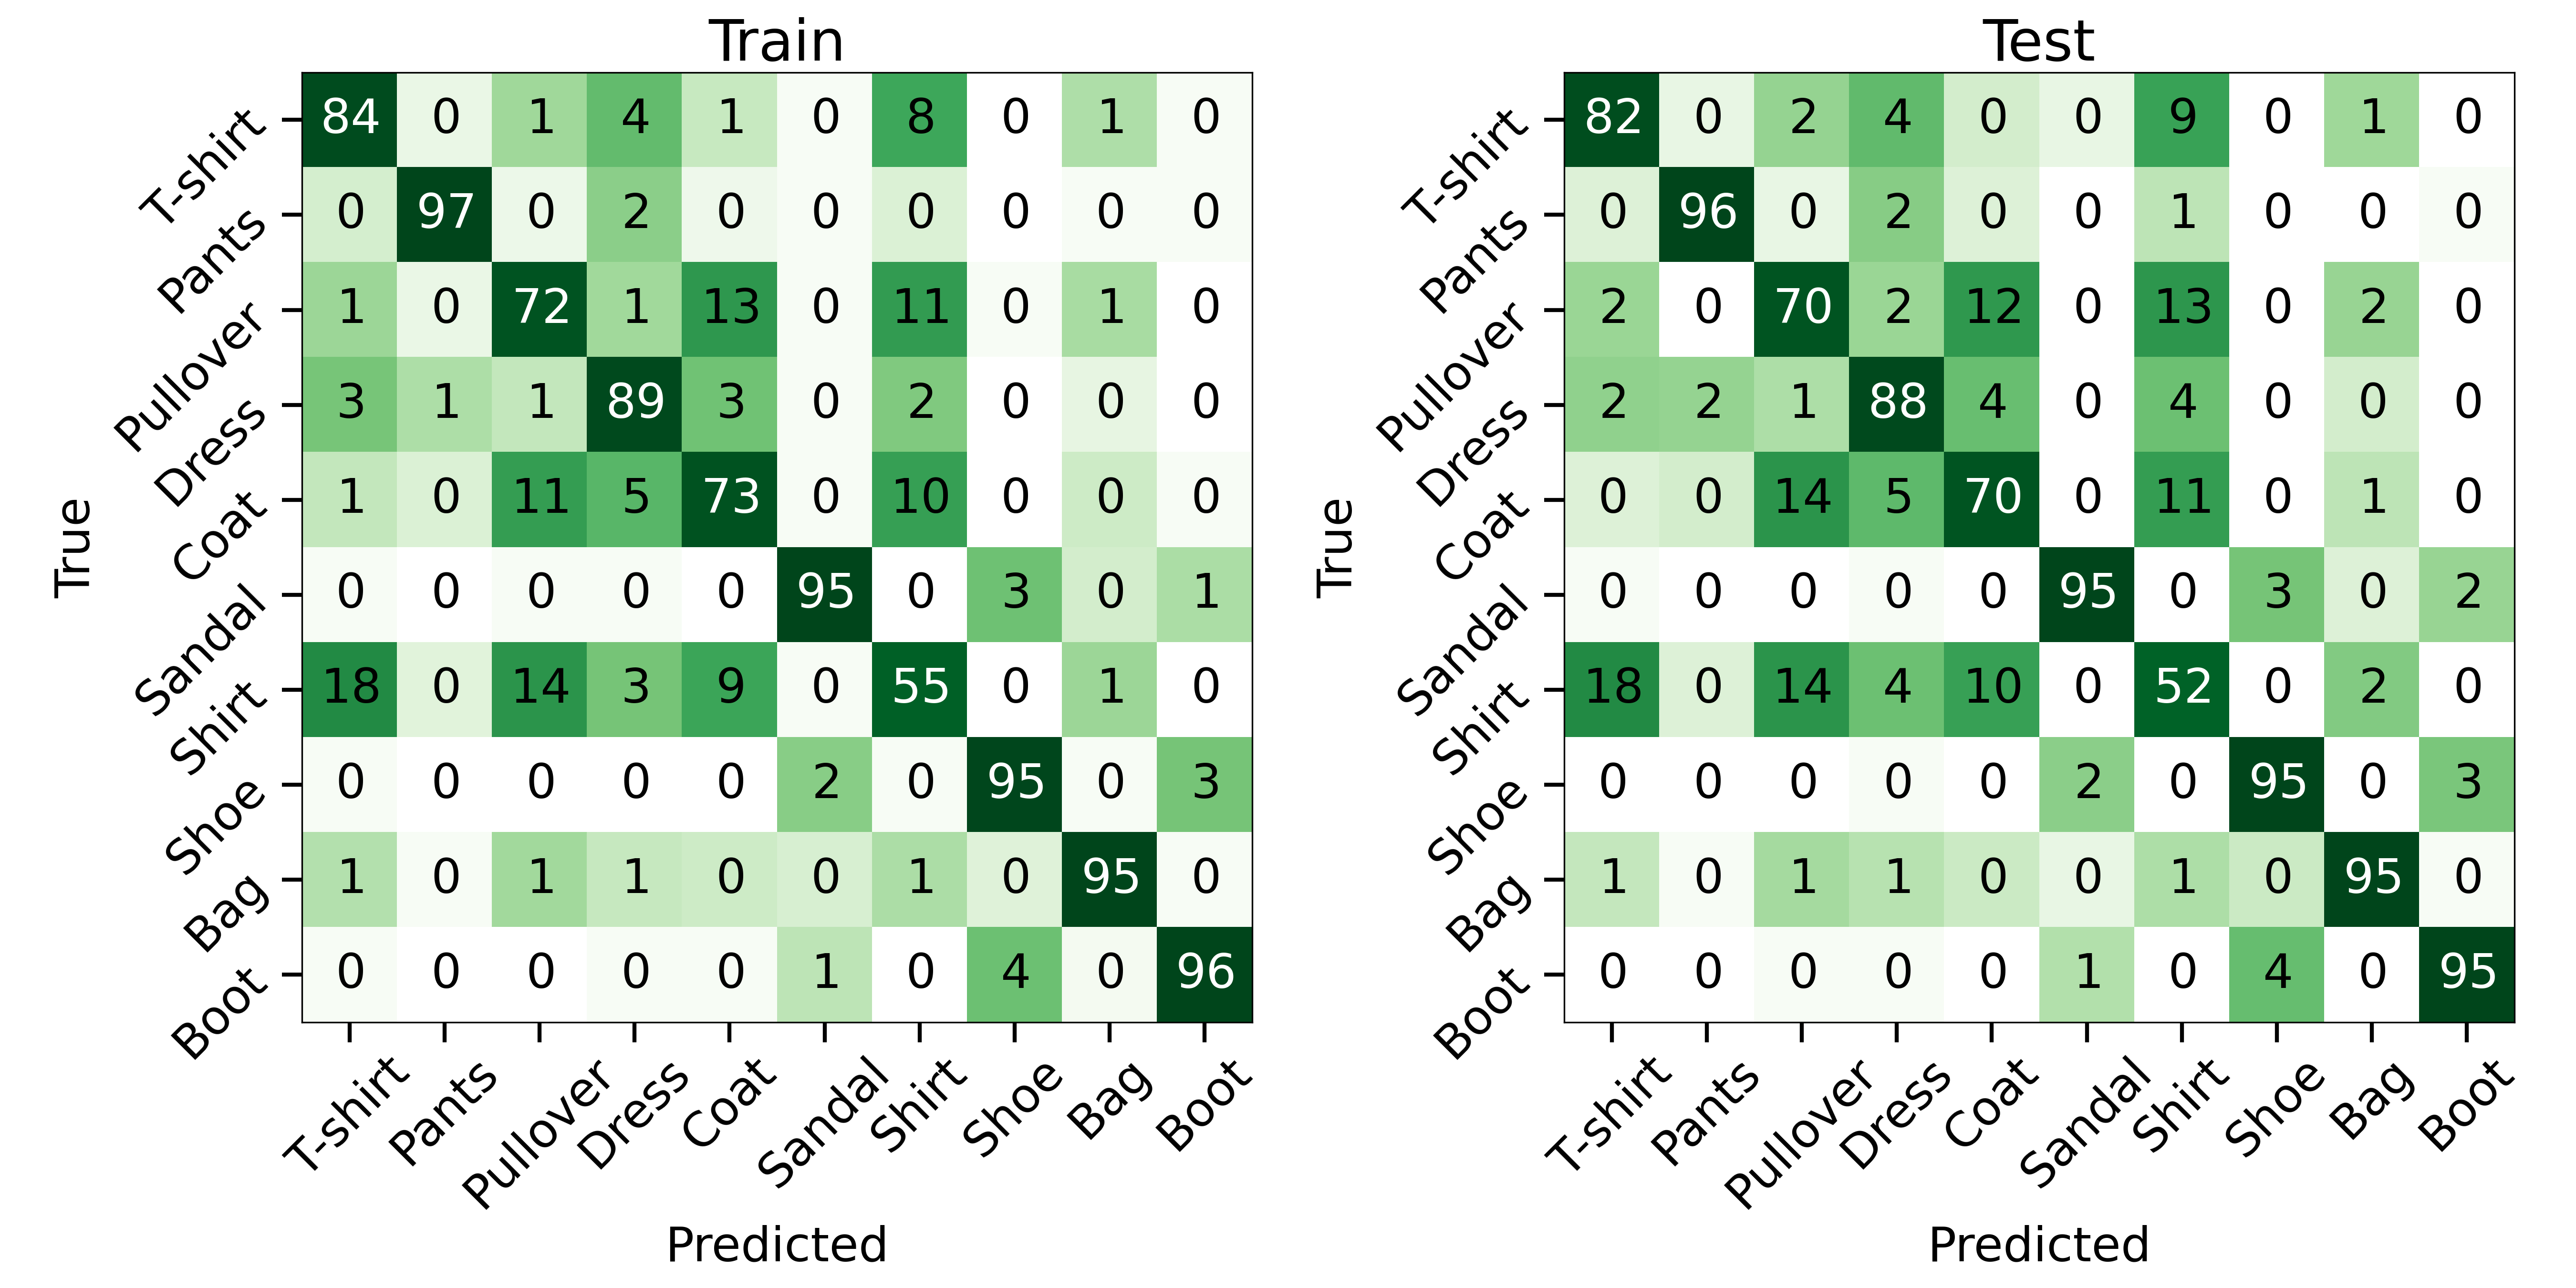 Train
T-shirt 84 0 1 4 1 0 8 0 1 0
Pants 0 97 0 2 0 0 0 0 0 0
Pullover 1 0 72 1 13 0 11 0 1 0
Dress 3 1 1 89 3 0 2 0 0 0
Coat 1 0 11 5 73 0 10 0 0 0
Sandal 0 0 0 0 0 95 0 3 0 1
Shirt 18 0 14 3 9 0 55 0 1 0
Shoe 0 0 0 0 0 2 0 95 0 3
Bag 1 0 1 1 0 0 1 0 95 0
Boot 0 0 0 0 0 1 0 4 0 96
True
T-shirt Pants Pullover Dress Coat Sandal Shirt Shoe Bag Boot
Predicted
Test
T-shirt 82 0 2 4 0 0 9 0 1 0
Pants 0 96 0 2 0 0 1 0 0 0
Pullover 2 0 70 2 12 0 13 0 2 0
Dress 2 2 1 88 4 0 4 0 0 0
Coat 0 0 14 5 70 0 11 0 1 0
Sandal 0 0 0 0 0 95 0 3 0 2
Shirt 18 0 14 4 10 0 52 0 2 0
Shoe 0 0 0 0 0 2 0 95 0 3
Bag 1 0 1 1 0 0 1 0 95 0
Boot 0 0 0 0 0 1 0 4 0 95
True
T-shirt Pants Pullover Dress Coat Sandal Shirt Shoe Bag Boot
Predicted